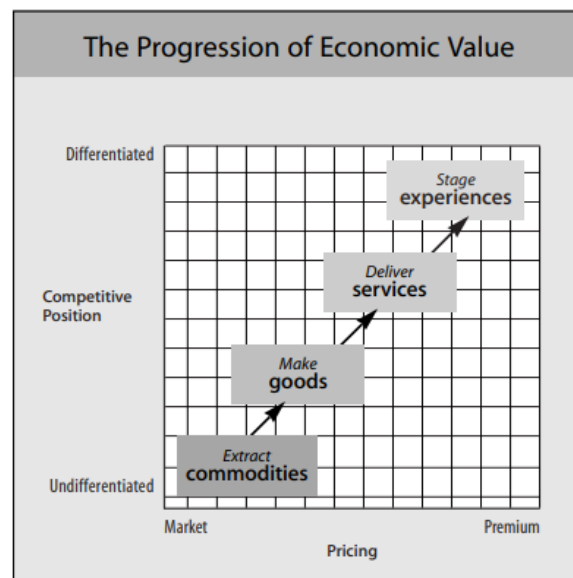 The Progression of Economic Value
Differentiated
Stage
experiences
Deliver
services
Competitive
Position
Make
goods
Extract
commodities
Undifferentiated
Market
Premium
Pricing